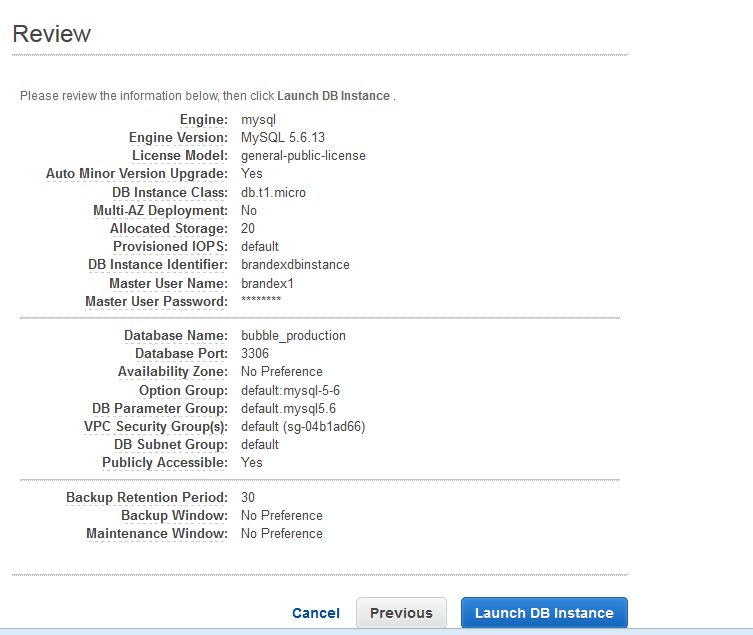 Review
Please review the information below, then click Launch DB Instance .
Engine: mysql
Engine Version: MySQL 5.6.13
License Model: general-public-license
Auto Minor Version Upgrade: Yes
DB Instance Class: db.t1.micro
Multi-AZ Deployment: No
Allocated Storage: 20
Provisioned IOPS: default
DB Instance Identifier: brandexdbinstance
Master User Name: brandex1
Master User Password: ********
Database Name: bubble_production
Database Port: 3306
Availability Zone: No Preference
Option Group: default:mysql-5-6
DB Parameter Group: default.mysql5.6
VPC Security Group(s): default (sg-04b1ad66)
DB Subnet Group: default
Publicly Accessible: Yes
Backup Retention Period: 30
Backup Window: No Preference
Maintenance Window: No Preference
Cancel Previous Launch DB Instance